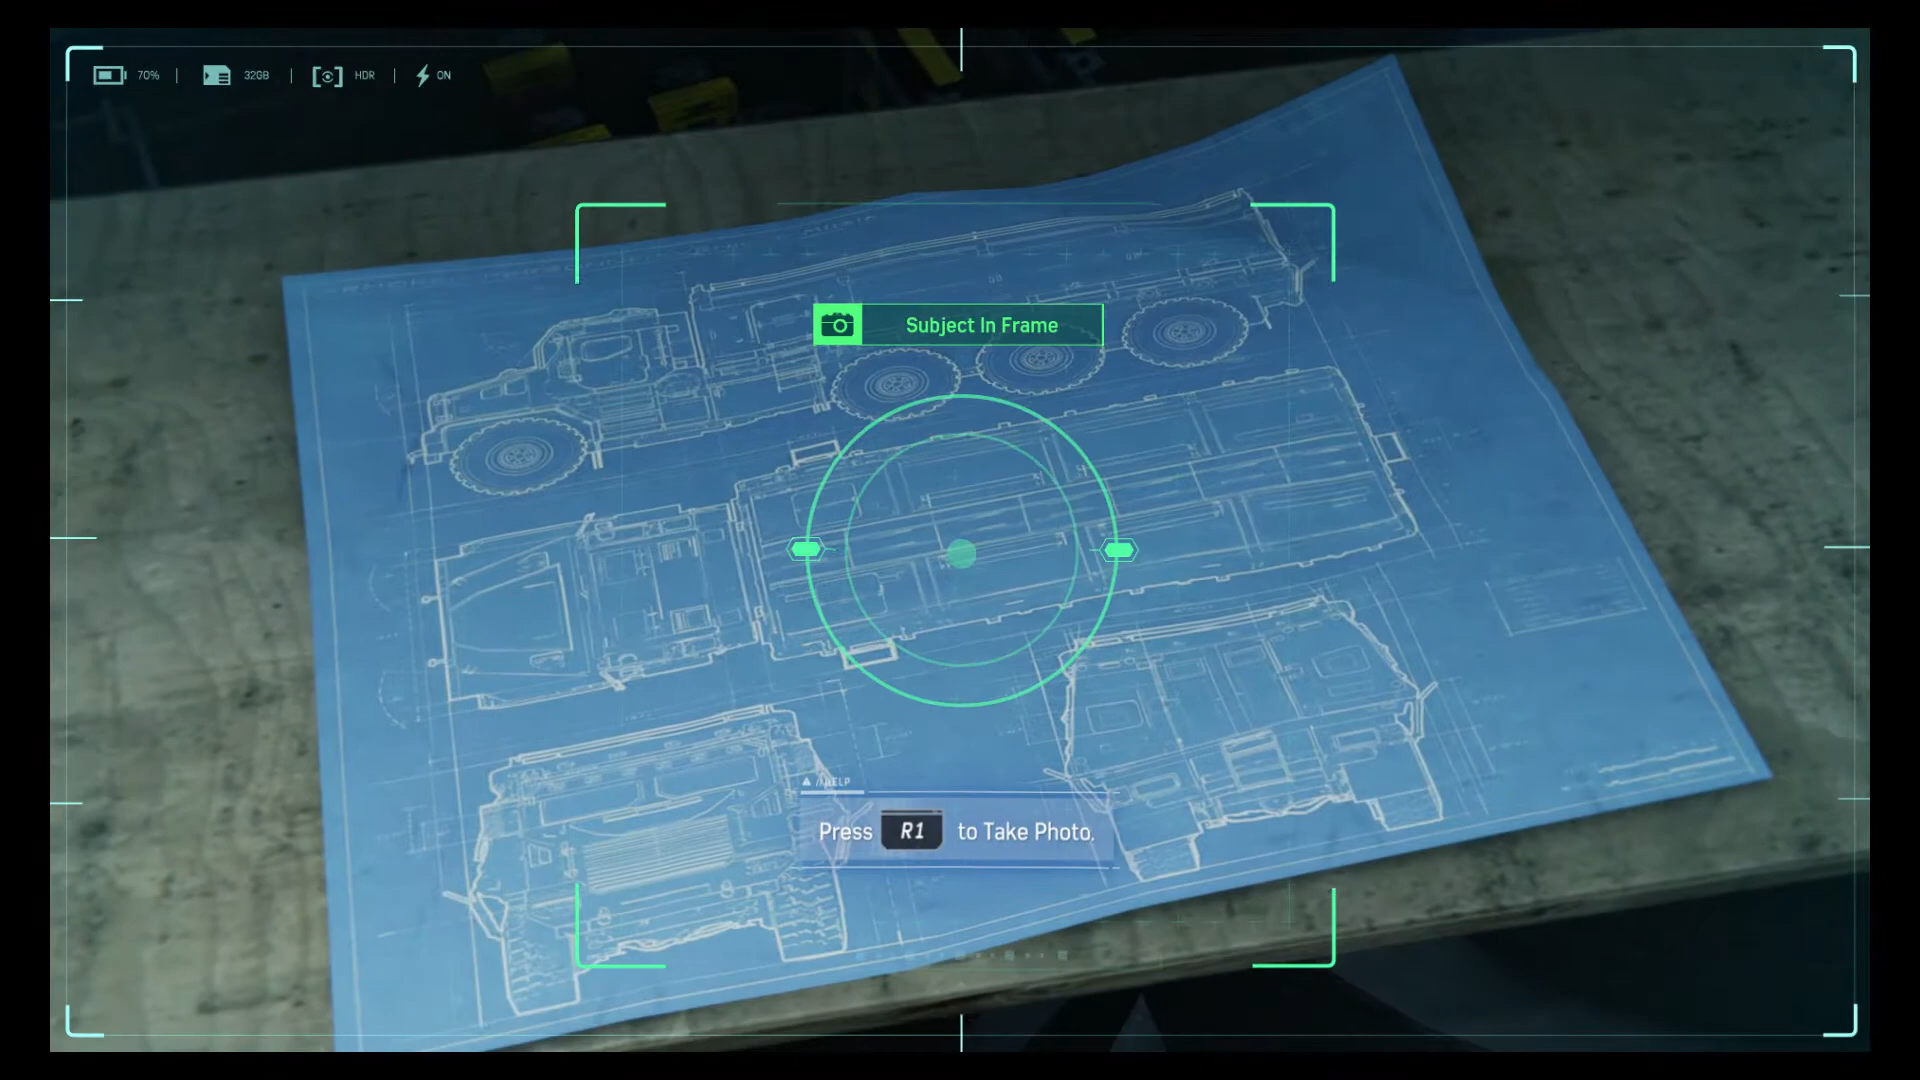 70%
32GB
HDR
ON
Subject In Frame
HELP
Press R1 to Take Photo.